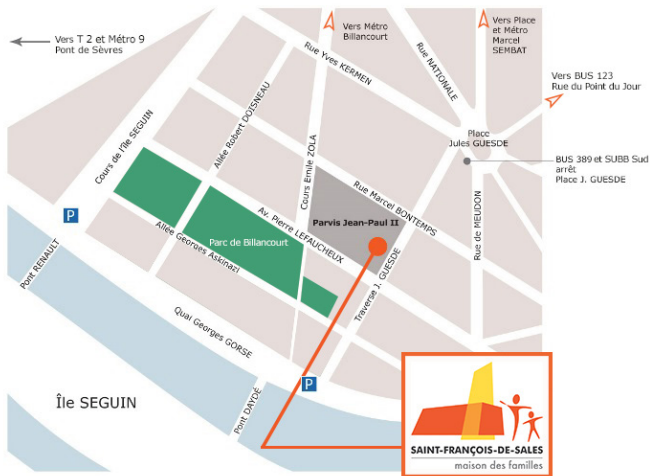 Vers T 2 et Métro 9
Pont de Sèvres
Vers Métro
Billancourt
Vers Place
et Métro
Marcel
SEMBAT
Rue Yves KERMEN
Rue NATIONALE
Vers BUS 123
Rue du Point du Jour
Cours de l'île SEGUIN
Allée Robert DOISNEAU
Cours Emile ZOLA
Place
Jules GUESDE
BUS 389 et SUBB Sud
arrêt
Place J. GUESDE
Rue Marcel BONTEMPS
Rue de MEUDON
P
Av. Pierre LEFAUCHEUX
Parvis Jean-Paul II
Parc de Billancourt
Allée Georges Askinazi
Traverse J. GUESDE
Pont RENAULT
Quai Georges GORSE
P
Île SEGUIN
Pont DAYDÉ
SAINT-FRANÇOIS-DE-SALES
maison des familles